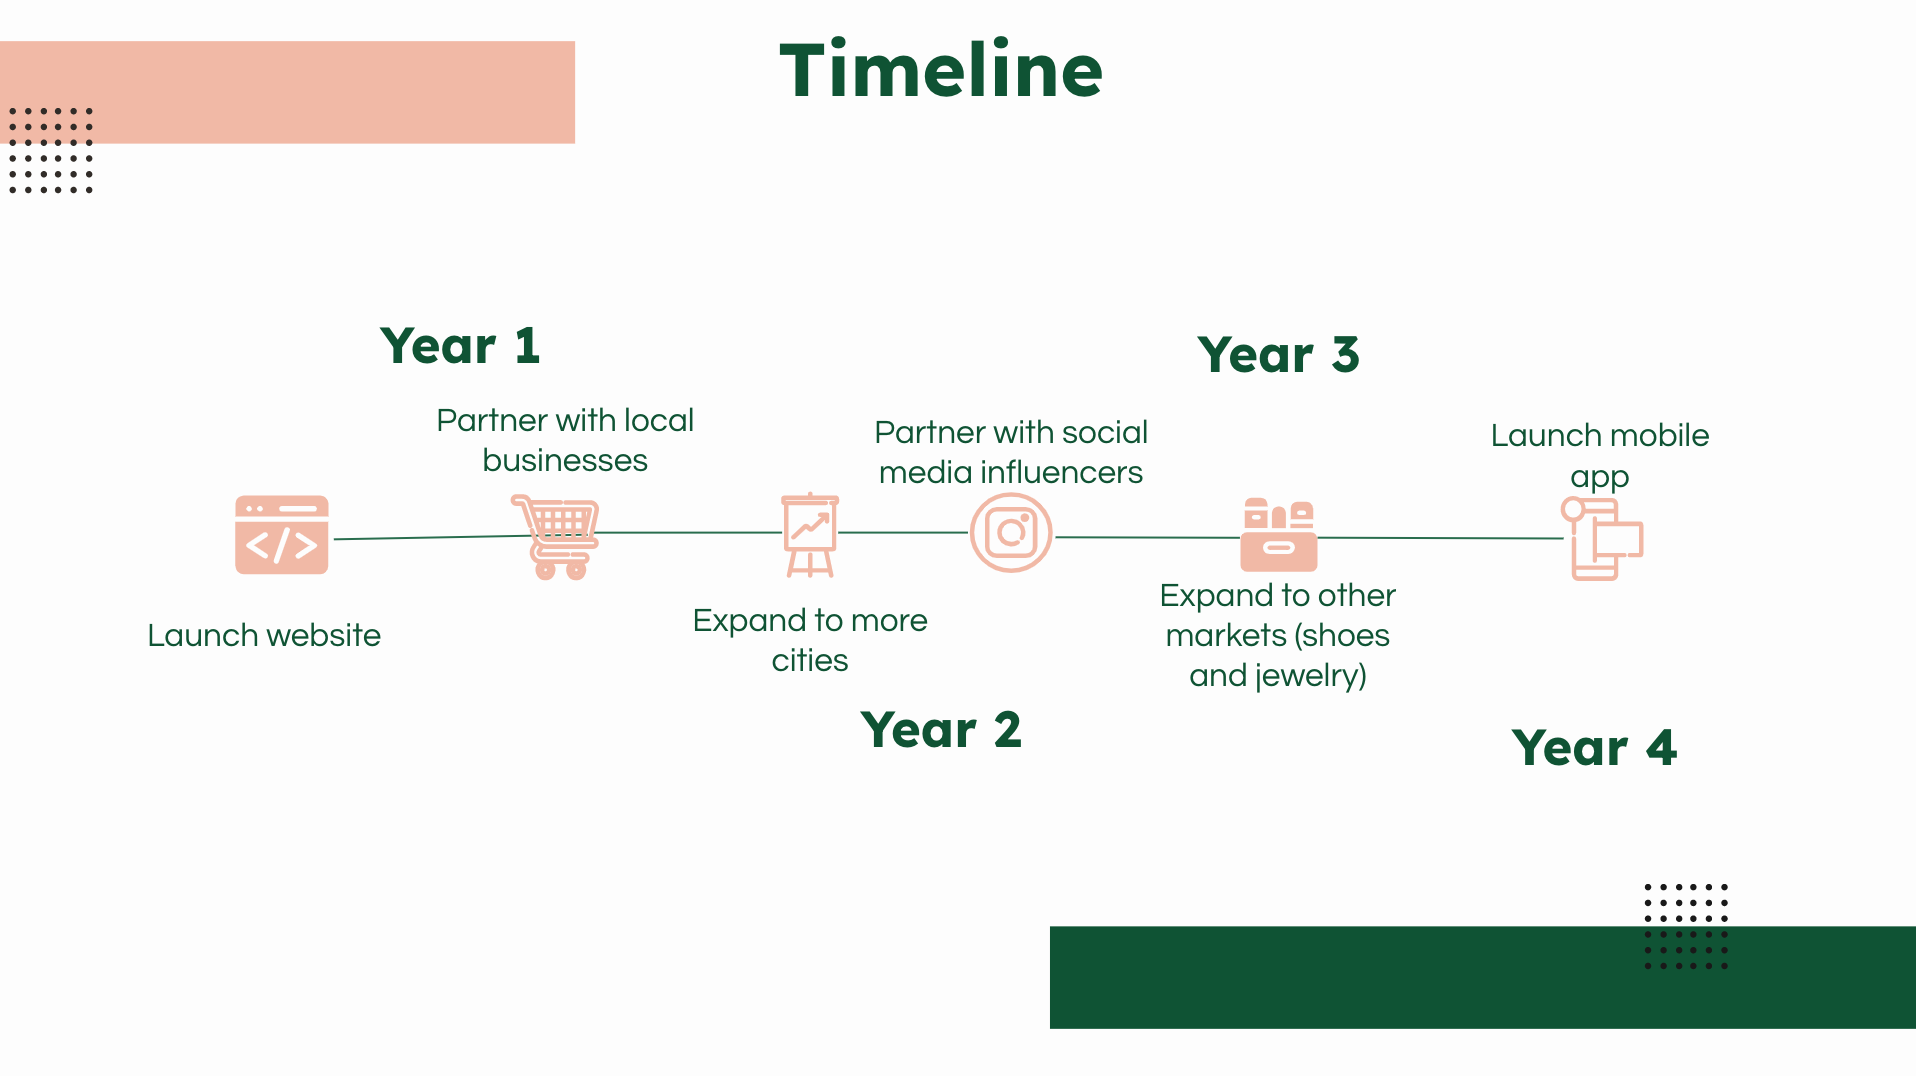 Timeline
Year 1
Year 3
Partner with local
businesses
Partner with social
media influencers
Launch mobile
app
Launch website
Expand to more
cities
Expand to other
markets (shoes
and jewelry)
Year 2
Year 4